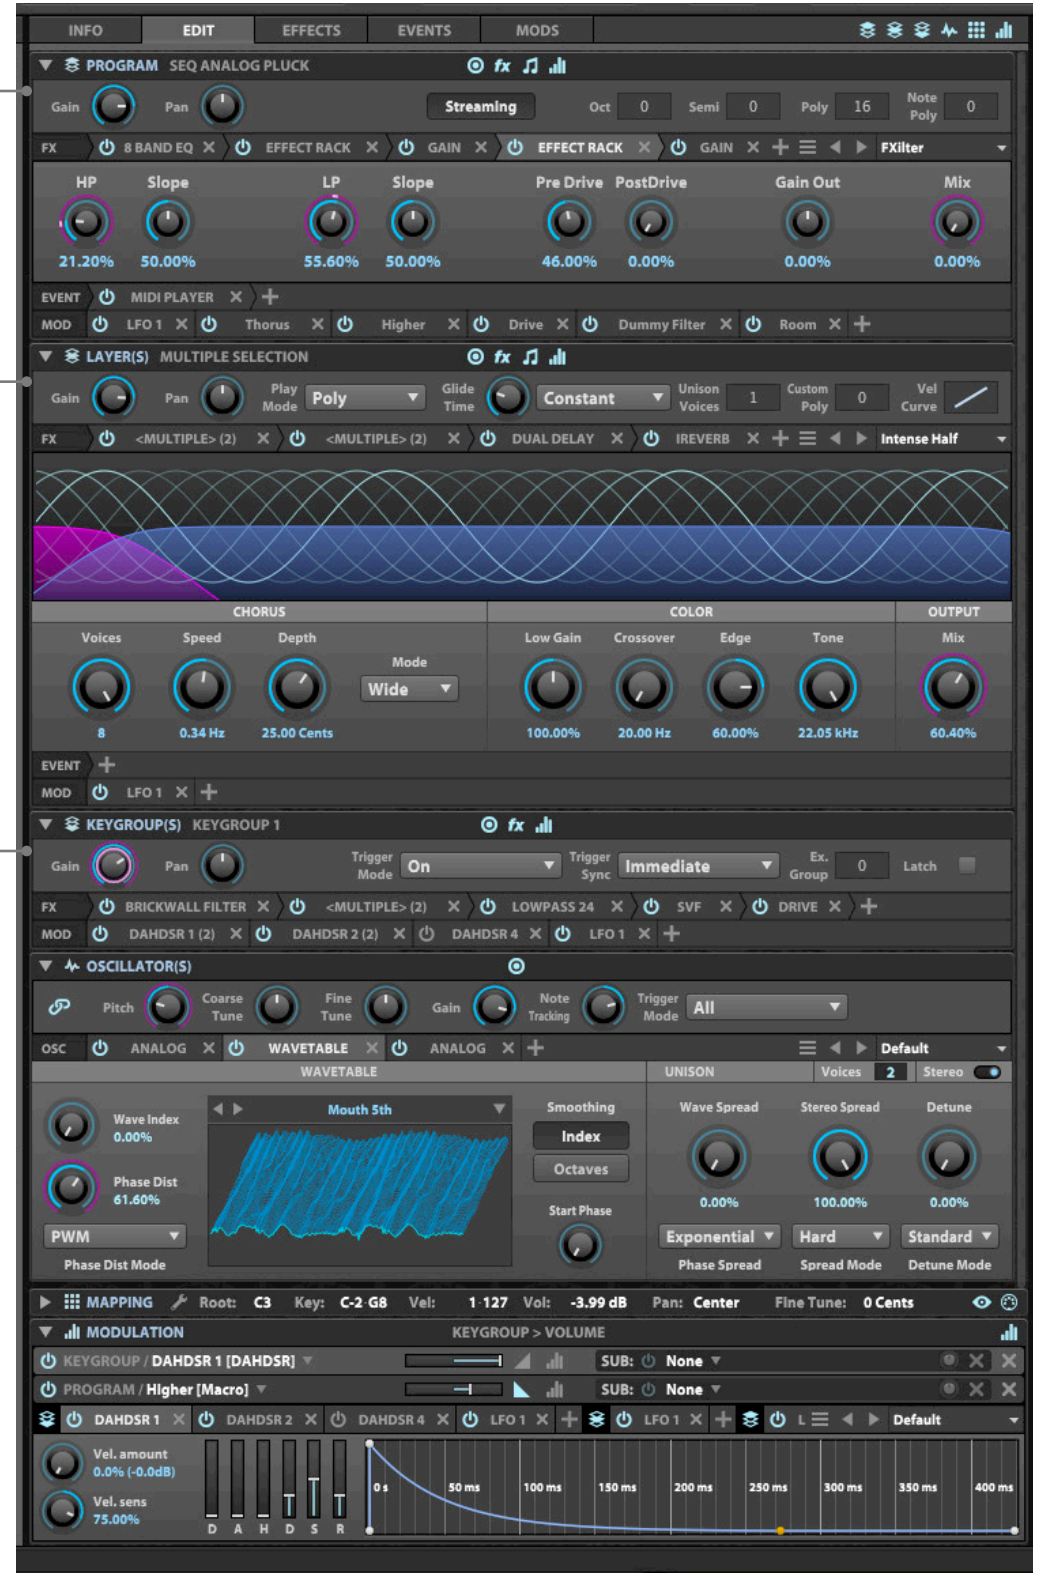 INFO EDIT EFFECTS EVENTS MODS
PROGRAM SEQ ANALOG PLUCK fx
Gain Pan Streaming Oct 0 Semi 0 Poly 16 Note Poly 0
FX 8 BAND EQ X EFFECT RACK X GAIN X EFFECT RACK X GAIN X FXilter
HP Slope LP Slope Pre Drive PostDrive Gain Out Mix
21.20% 50.00% 55.60% 50.00% 46.00% 0.00% 0.00% 0.00%
EVENT MIDI PLAYER X
MOD LFO 1 X Thorus X Higher X Drive X Dummy Filter X Room X
LAYER(S) MULTIPLE SELECTION fx
Gain Pan Play Mode Poly Glide Time Constant Unison Voices 1 Custom Poly 0 Vel Curve
FX <MULTIPLE> (2) X <MULTIPLE> (2) X DUAL DELAY X IREVERB X Intense Half
CHORUS COLOR OUTPUT
Voices Speed Depth Low Gain Crossover Edge Tone Mix
Mode
Wide
8 0.34 Hz 25.00 Cents 100.00% 20.00 Hz 60.00% 22.05 kHz 60.40%
EVENT
MOD LFO 1 X
KEYGROUP(S) KEYGROUP 1 fx
Gain Pan Trigger Mode On Trigger Sync Immediate Ex. Group 0 Latch
FX BRICKWALL FILTER X <MULTIPLE> (2) X LOWPASS 24 X SVF X DRIVE X
MOD DAHDSR 1 (2) X DAHDSR 2 (2) X DAHDSR 4 X LFO 1 X
OSCILLATOR(S)
Pitch Coarse Tune Fine Tune Gain Note Tracking Trigger Mode All
OSC ANALOG X WAVETABLE X ANALOG X Default
WAVETABLE UNISON Voices 2 Stereo
Wave Index
0.00%
Mouth 5th
Smoothing
Index
Octaves
Wave Spread Stereo Spread Detune
Phase Dist
61.60%
Start Phase
0.00% 100.00% 0.00%
PWM Exponential Hard Standard
Phase Dist Mode Phase Spread Spread Mode Detune Mode
MAPPING Root: C3 Key: C-2-G8 Vel: 1-127 Vol: -3.99 dB Pan: Center Fine Tune: 0 Cents
MODULATION KEYGROUP > VOLUME
KEYGROUP / DAHDSR 1 [DAHDSR] SUB: None X X
PROGRAM / Higher [Macro] SUB: None X X
DAHDSR 1 X DAHDSR 2 X DAHDSR 4 X LFO 1 X LFO 1 X L Default
Vel. amount
0.0% (-0.0dB)
0 s 50 ms 100 ms 150 ms 200 ms 250 ms 300 ms 350 ms 400 ms
Vel. sens
75.00%
D A H D S R